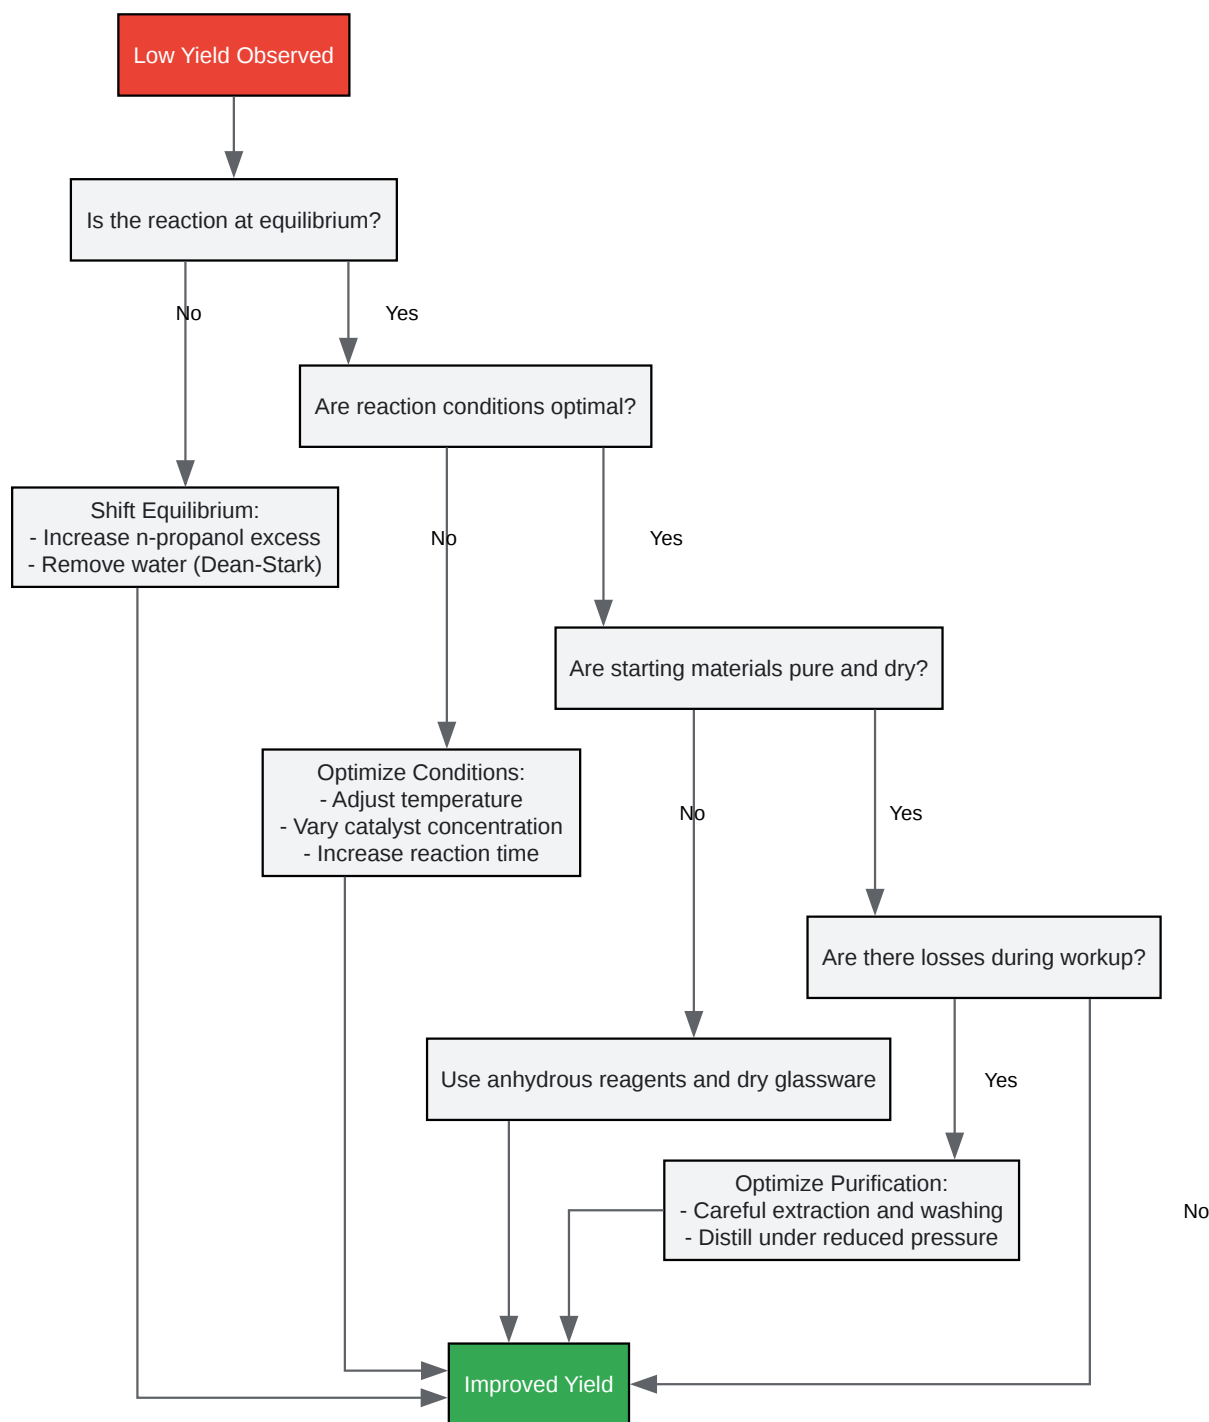 Low Yield Observed
Is the reaction at equilibrium?
No
Yes
Are reaction conditions optimal?
Shift Equilibrium:
- Increase n-propanol excess
- Remove water (Dean-Stark)
No
Yes
Are starting materials pure and dry?
Optimize Conditions:
- Adjust temperature
- Vary catalyst concentration
- Increase reaction time
No
Yes
Are there losses during workup?
Use anhydrous reagents and dry glassware
Yes
Optimize Purification:
- Careful extraction and washing
- Distill under reduced pressure
No
Improved Yield